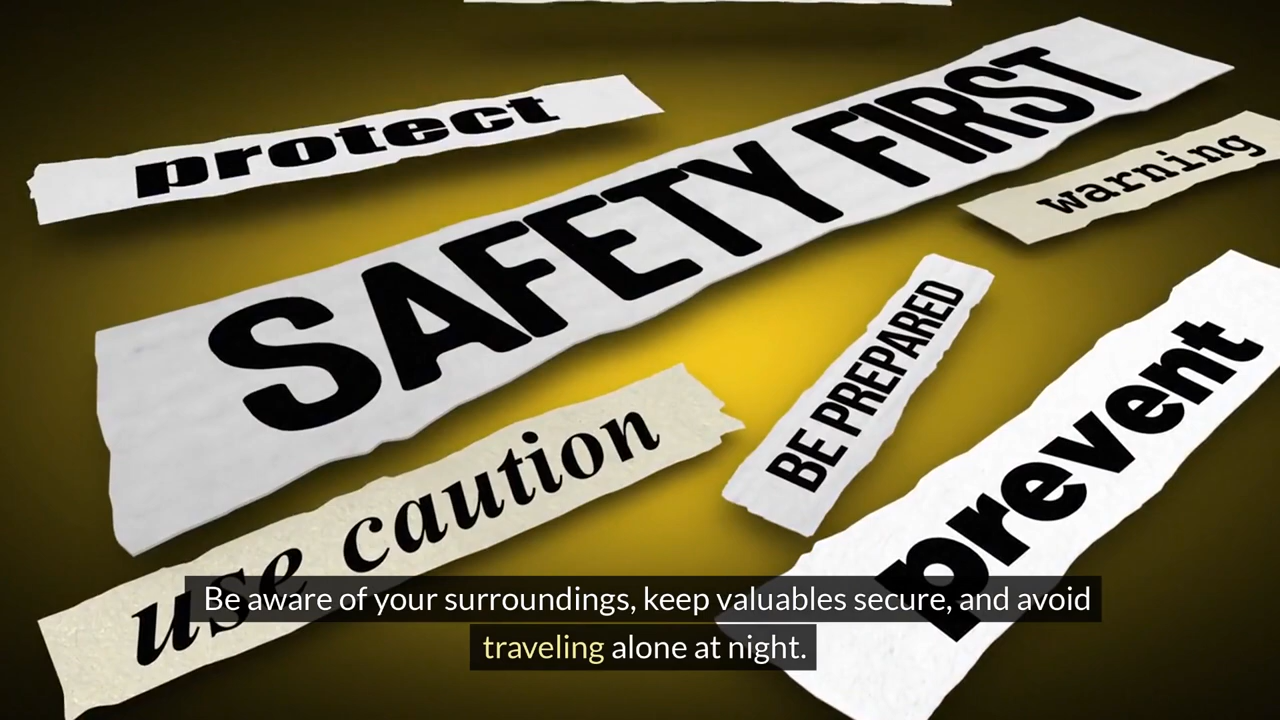 protect
SAFETY FIRST
warning
BE PREPARED
prevent
use caution
Be aware of your surroundings, keep valuables secure, and avoid
traveling alone at night.